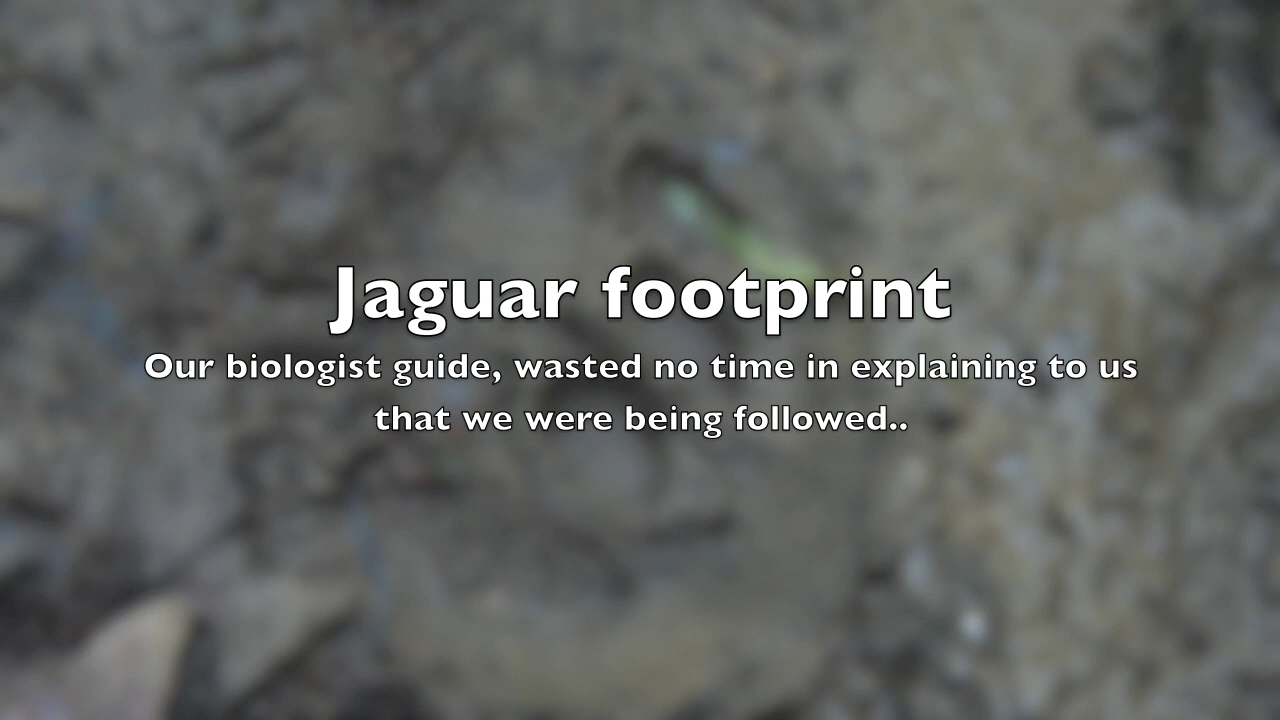 Jaguar footprint
Our biologist guide, wasted no time in explaining to us
that we were being followed..